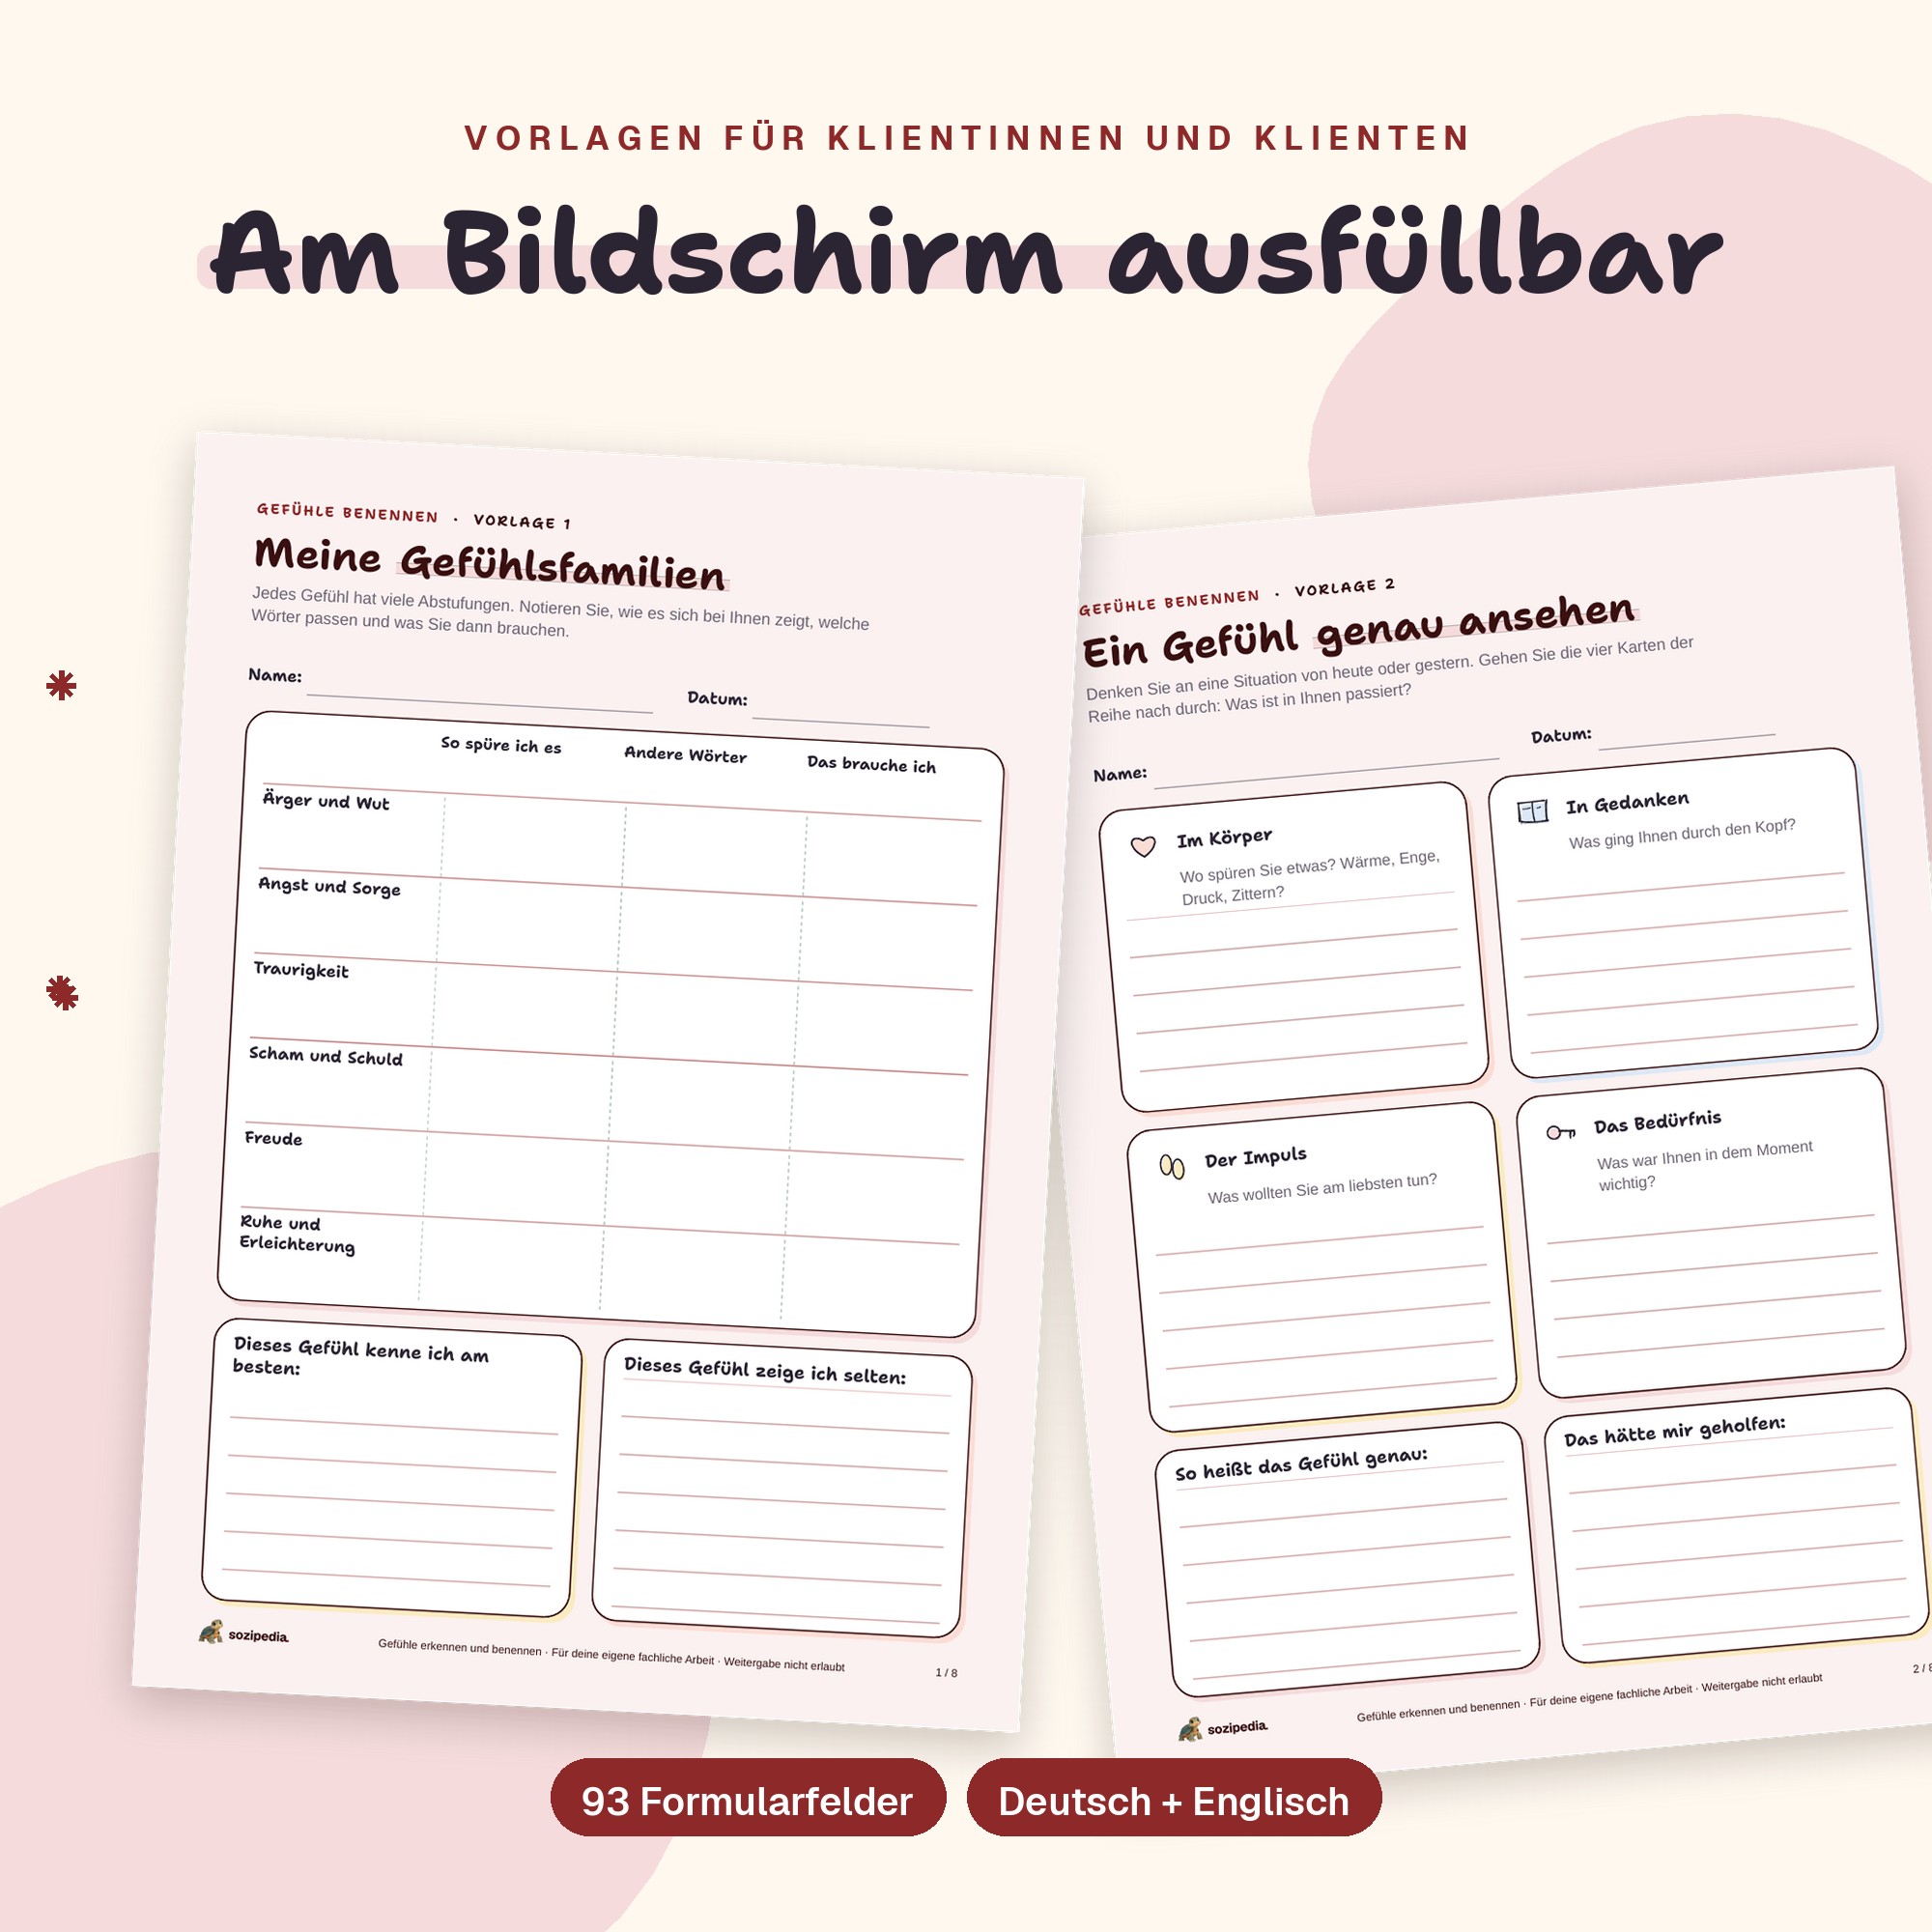 VORLAGEN FÜR KLIENTINNEN UND KLIENTEN
Am Bildschirm ausfüllbar
GEFÜHLE BENENNEN · VORLAGE 1
Meine Gefühlsfamilien
Jedes Gefühl hat viele Abstufungen. Notieren Sie, wie es sich bei Ihnen zeigt, welche
Wörter passen und was Sie dann brauchen.
Name:
Datum:
So spüre ich es
Andere Wörter
Das brauche ich
Ärger und Wut
Angst und Sorge
Traurigkeit
Scham und Schuld
Freude
Ruhe und
Erleichterung
Dieses Gefühl kenne ich am
besten:
Dieses Gefühl zeige ich selten:
sozipedia.
Gefühle erkennen und benennen · Für deine eigene fachliche Arbeit · Weitergabe nicht erlaubt
1 / 8
GEFÜHLE BENENNEN · VORLAGE 2
Ein Gefühl genau ansehen
Denken Sie an eine Situation von heute oder gestern. Gehen Sie die vier Karten der
Reihe nach durch: Was ist in Ihnen passiert?
Name:
Datum:
Im Körper
Wo spüren Sie etwas? Wärme, Enge,
Druck, Zittern?
In Gedanken
Was ging Ihnen durch den Kopf?
Der Impuls
Was wollten Sie am liebsten tun?
Das Bedürfnis
Was war Ihnen in dem Moment
wichtig?
So heißt das Gefühl genau:
Das hätte mir geholfen:
sozipedia.
Gefühle erkennen und benennen · Für deine eigene fachliche Arbeit · Weitergabe nicht erlaubt
2 / 8
93 Formularfelder
Deutsch + Englisch